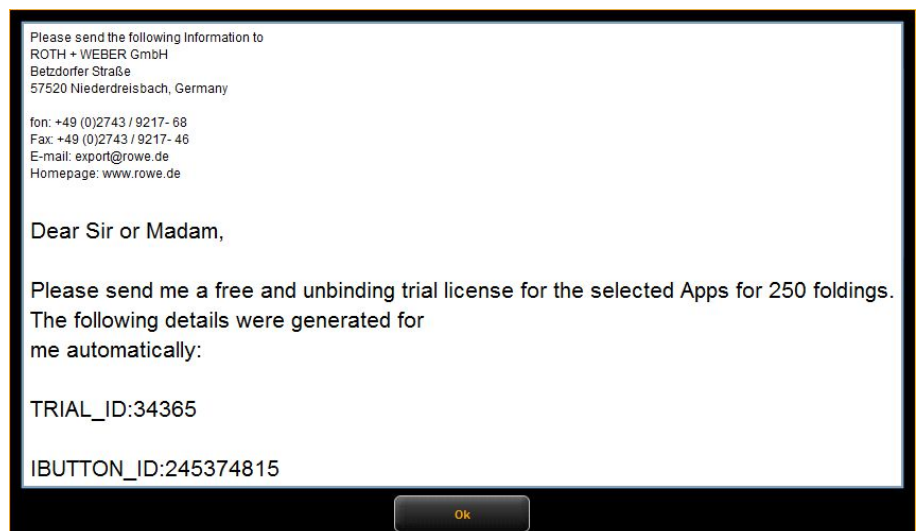 Please send the following Information to
ROTH + WEBER GmbH
Betzdorfer Straße
57520 Niederdreisbach, Germany
fon: +49 (0)2743 / 9217- 68
Fax: +49 (0)2743 / 9217- 46
E-mail: export@rowe.de
Homepage: www.rowe.de
Dear Sir or Madam,
Please send me a free and unbinding trial license for the selected Apps for 250 foldings.
The following details were generated for
me automatically:
TRIAL_ID:34365
IBUTTON_ID:245374815
Ok